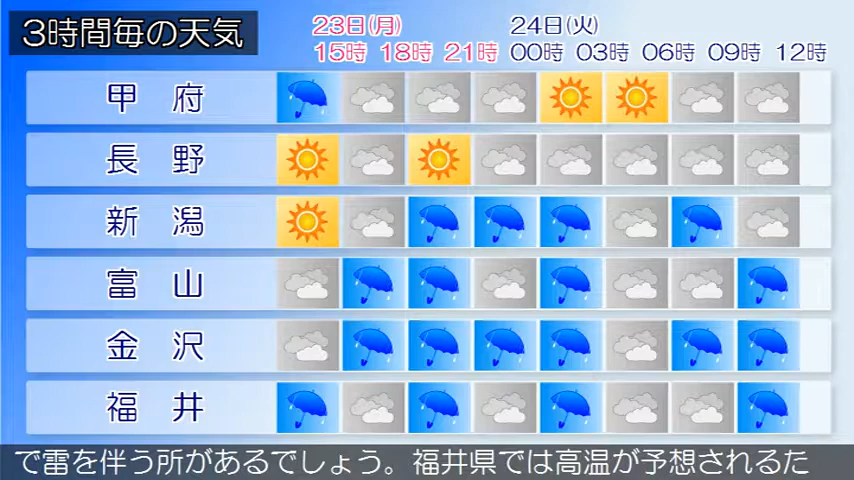 3時間毎の天気
23日(月) 24日(火)
15時 18時 21時 00時 03時 06時 09時 12時
甲府
長野
新潟
富山
金沢
福井
で雷を伴う所があるでしょう。福井県では高温が予想されるた